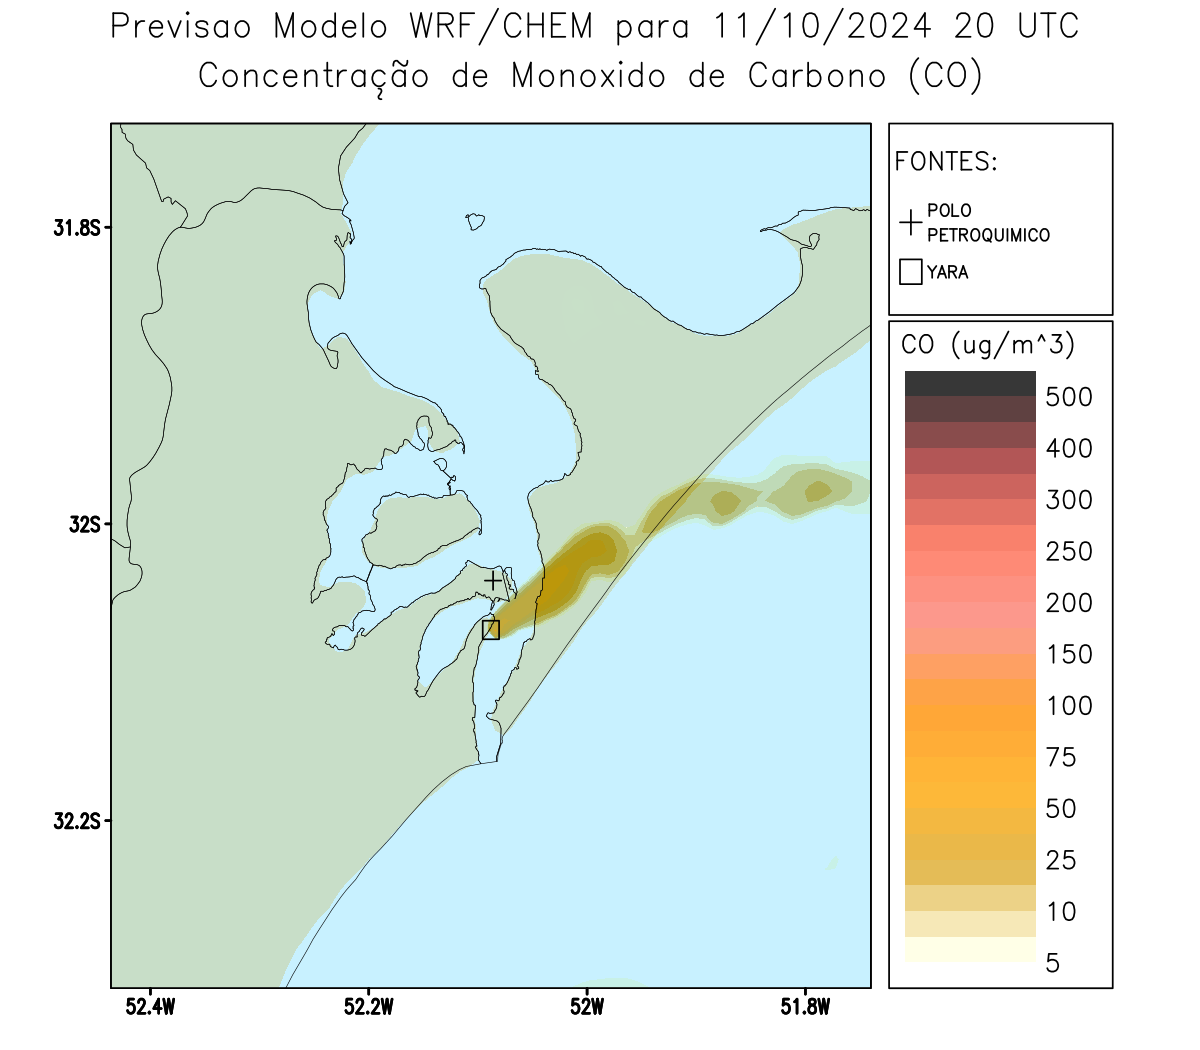 Previsao Modelo WRF/CHEM para 11/10/2024 20 UTC
Concentração de Monoxido de Carbono (CO)
FONTES:
POLO
PETROQUIMICO
YARA
CO (ug/m^3)
500
400
300
250
200
150
100
75
50
25
10
5
31.8S
32S
32.2S
52.4W
52.2W
52W
51.8W